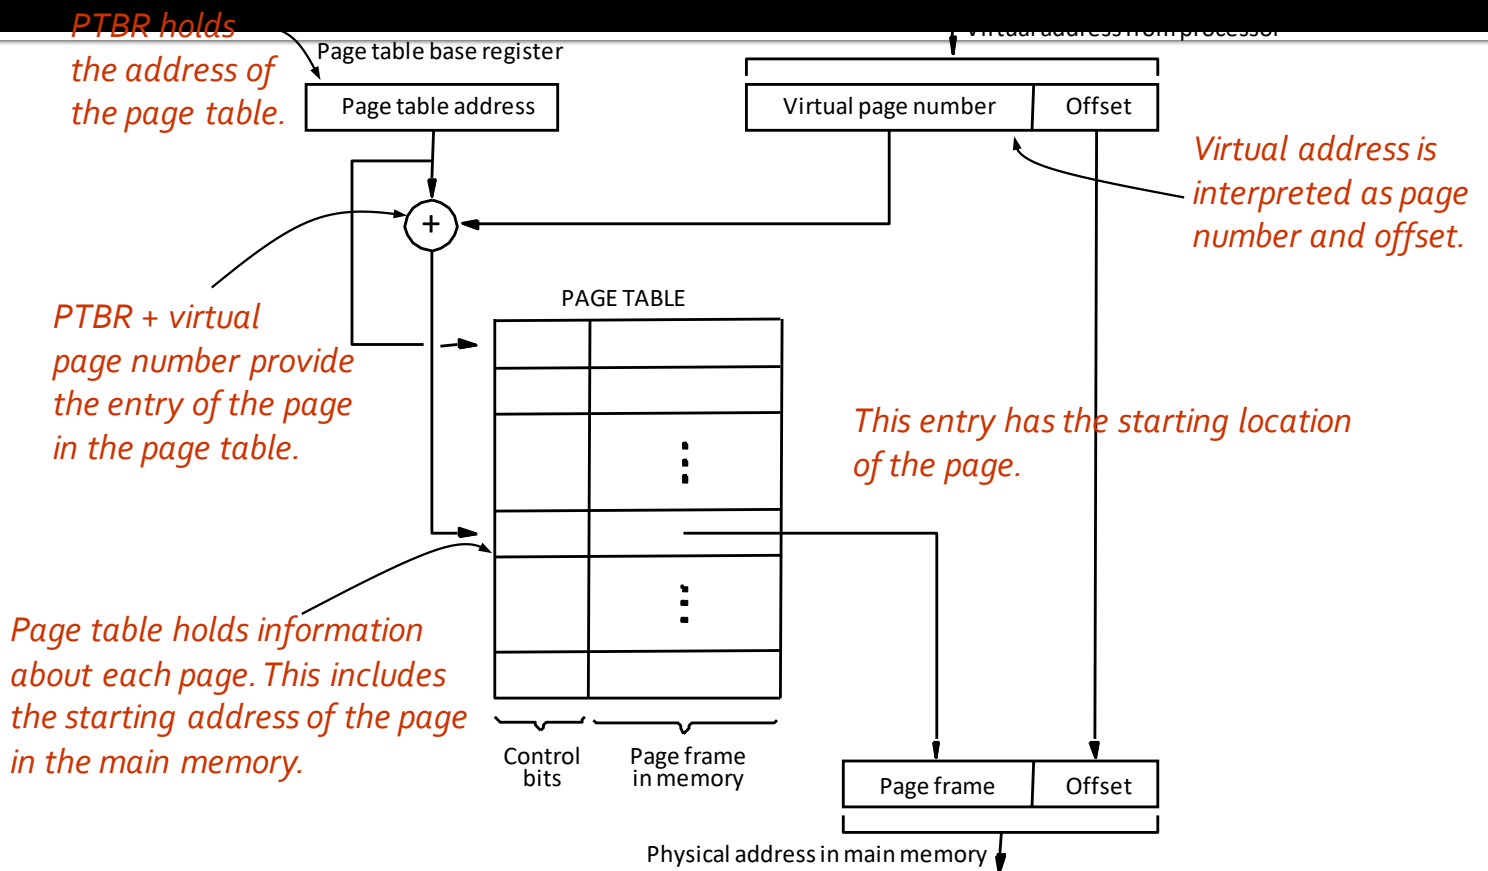 PTBR holds
the address of
the page table.
Page table base register
Page table address
Virtual address from processor
Virtual page number
Offset
Virtual address is
interpreted as page
number and offset.
+
PTBR + virtual
page number provide
the entry of the page
in the page table.
PAGE TABLE
This entry has the starting location
of the page.
Page table holds information
about each page. This includes
the starting address of the page
in the main memory.
Control
bits
Page frame
in memory
Page frame
Offset
Physical address in main memory